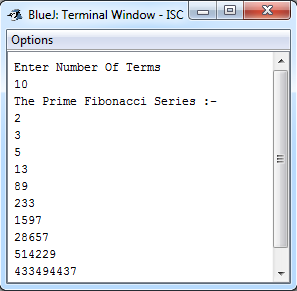 BlueJ: Terminal Window - ISC
Options
Enter Number Of Terms
10
The Prime Fibonacci Series :-
2
3
5
13
89
233
1597
28657
514229
433494437